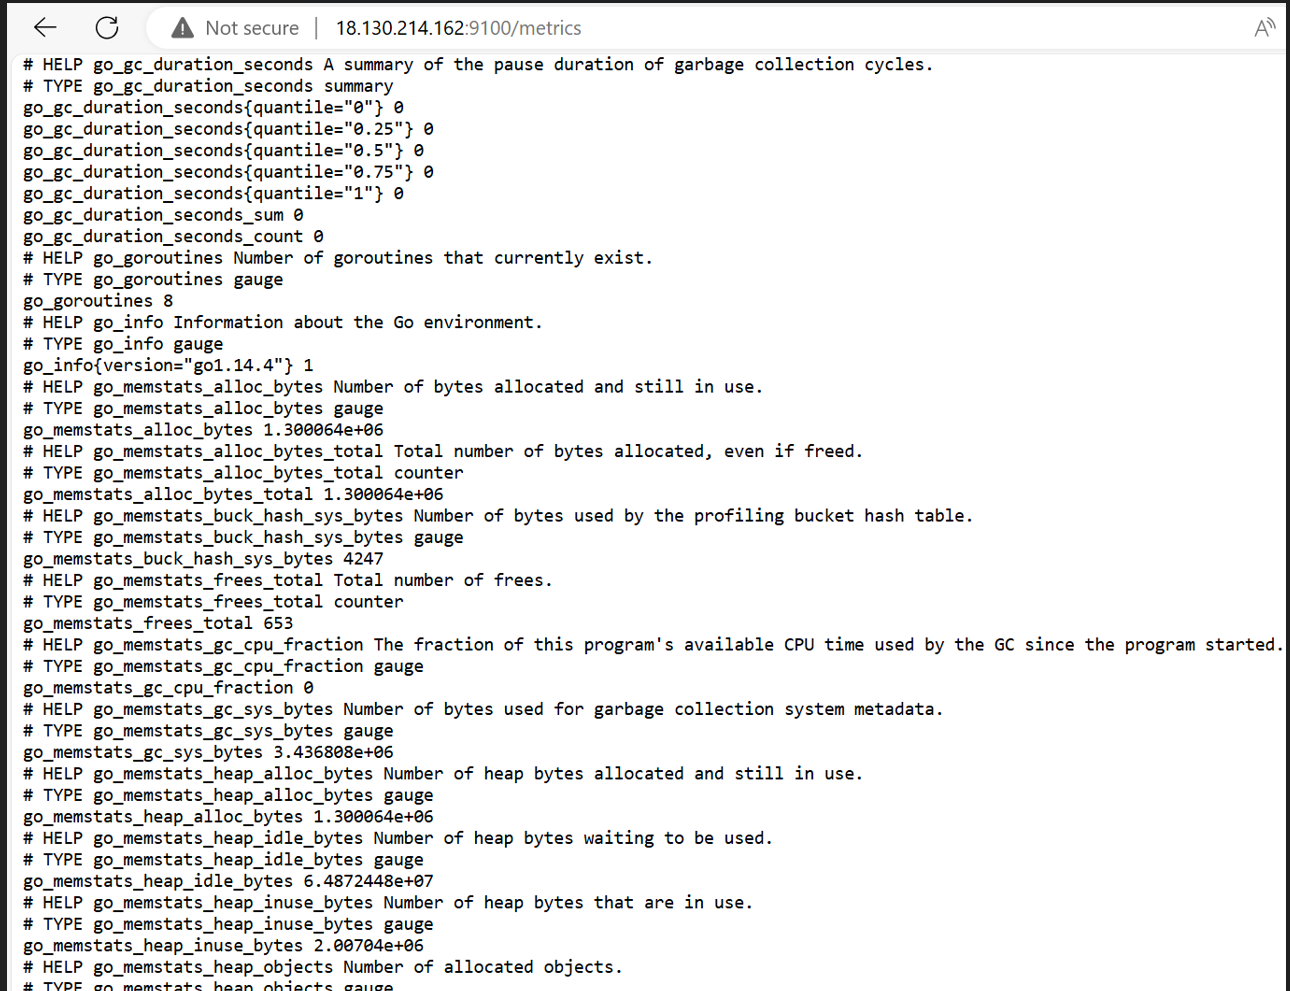 Not secure | 18.130.214.162:9100/metrics A
# HELP go_gc_duration_seconds A summary of the pause duration of garbage collection cycles.
# TYPE go_gc_duration_seconds summary
go_gc_duration_seconds{quantile="0"} 0
go_gc_duration_seconds{quantile="0.25"} 0
go_gc_duration_seconds{quantile="0.5"} 0
go_gc_duration_seconds{quantile="0.75"} 0
go_gc_duration_seconds{quantile="1"} 0
go_gc_duration_seconds_sum 0
go_gc_duration_seconds_count 0
# HELP go_goroutines Number of goroutines that currently exist.
# TYPE go_goroutines gauge
go_goroutines 8
# HELP go_info Information about the Go environment.
# TYPE go_info gauge
go_info{version="go1.14.4"} 1
# HELP go_memstats_alloc_bytes Number of bytes allocated and still in use.
# TYPE go_memstats_alloc_bytes gauge
go_memstats_alloc_bytes 1.300064e+06
# HELP go_memstats_alloc_bytes_total Total number of bytes allocated, even if freed.
# TYPE go_memstats_alloc_bytes_total counter
go_memstats_alloc_bytes_total 1.300064e+06
# HELP go_memstats_buck_hash_sys_bytes Number of bytes used by the profiling bucket hash table.
# TYPE go_memstats_buck_hash_sys_bytes gauge
go_memstats_buck_hash_sys_bytes 4247
# HELP go_memstats_frees_total Total number of frees.
# TYPE go_memstats_frees_total counter
go_memstats_frees_total 653
# HELP go_memstats_gc_cpu_fraction The fraction of this program's available CPU time used by the GC since the program started.
# TYPE go_memstats_gc_cpu_fraction gauge
go_memstats_gc_cpu_fraction 0
# HELP go_memstats_gc_sys_bytes Number of bytes used for garbage collection system metadata.
# TYPE go_memstats_gc_sys_bytes gauge
go_memstats_gc_sys_bytes 3.436808e+06
# HELP go_memstats_heap_alloc_bytes Number of heap bytes allocated and still in use.
# TYPE go_memstats_heap_alloc_bytes gauge
go_memstats_heap_alloc_bytes 1.300064e+06
# HELP go_memstats_heap_idle_bytes Number of heap bytes waiting to be used.
# TYPE go_memstats_heap_idle_bytes gauge
go_memstats_heap_idle_bytes 6.4872448e+07
# HELP go_memstats_heap_inuse_bytes Number of heap bytes that are in use.
# TYPE go_memstats_heap_inuse_bytes gauge
go_memstats_heap_inuse_bytes 2.00704e+06
# HELP go_memstats_heap_objects Number of allocated objects.
# TYPE go_memstats_heap_objects gauge